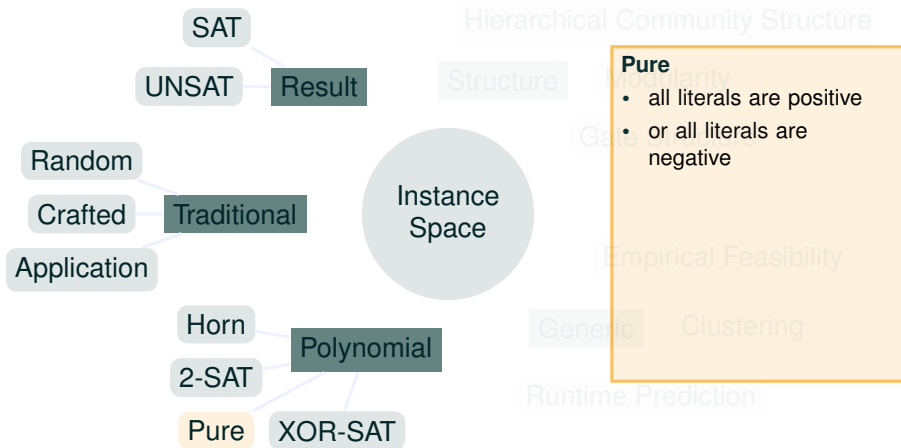 SAT
UNSAT
Result
Random
Crafted
Traditional
Application
Horn
2-SAT
Pure
XOR-SAT
Polynomial
Instance
Space
Hierarchical Community Structure
Structure
Modularity
Gate Structure
Empirical Feasibility
Generic
Clustering
Runtime Prediction
Pure
• all literals are positive
• or all literals are
negative